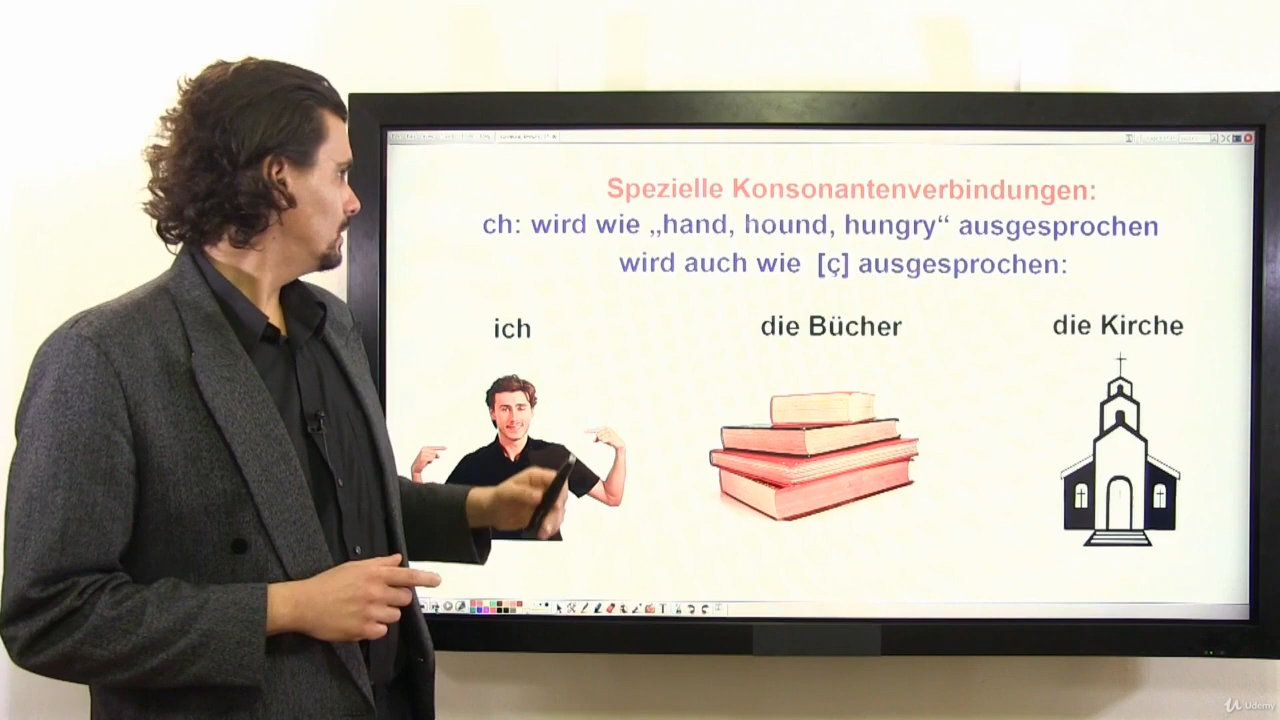 Spezielle Konsonantenverbindungen:
ch: wird wie „hand, hound, hungry“ ausgesprochen
wird auch wie [ç] ausgesprochen:
ich
die Bücher
die Kirche
Udemy